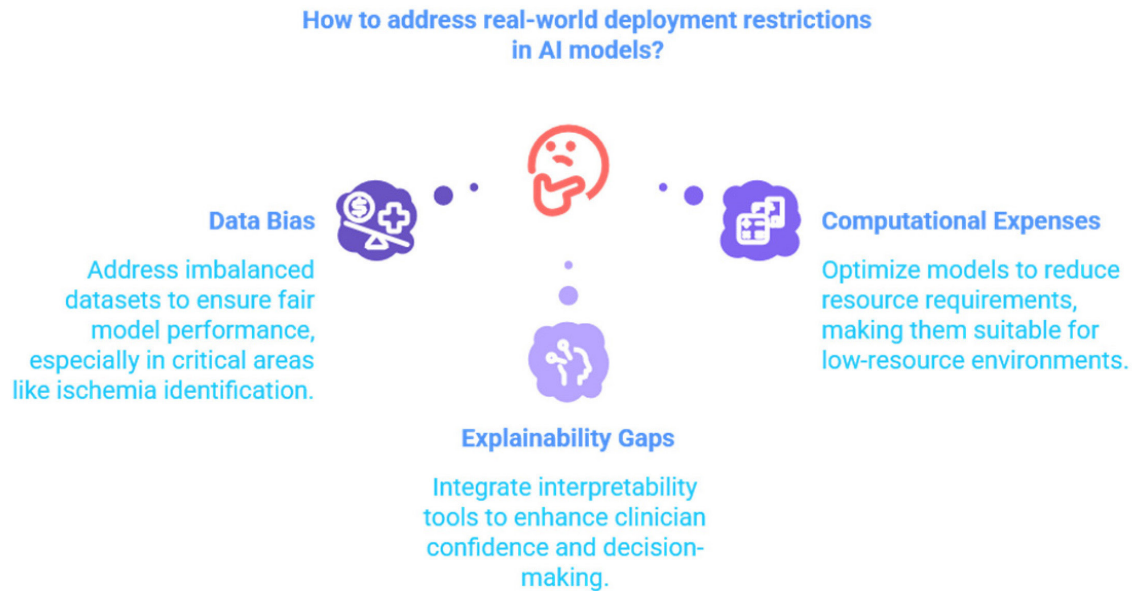 How to address real-world deployment restrictions
in AI models?
Data Bias
Address imbalanced
datasets to ensure fair
model performance,
especially in critical areas
like ischemia identification.
Computational Expenses
Optimize models to reduce
resource requirements,
making them suitable for
low-resource environments.
Explainability Gaps
Integrate interpretability
tools to enhance clinician
confidence and decision-
making.